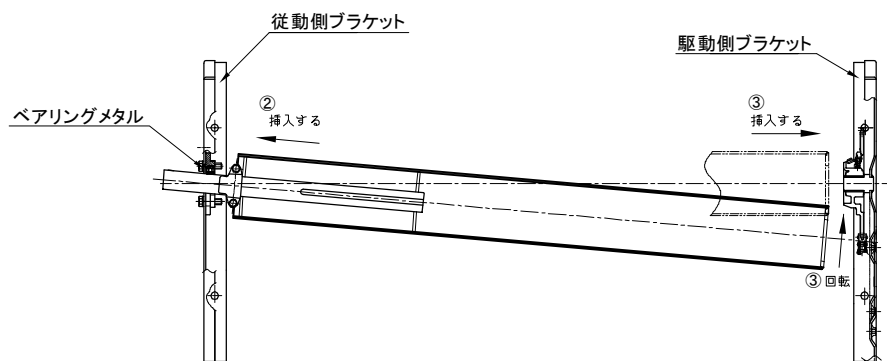 従動側ブラケット
駆動側ブラケット
ベアリングメタル
②
挿入する
③
挿入する
③回転